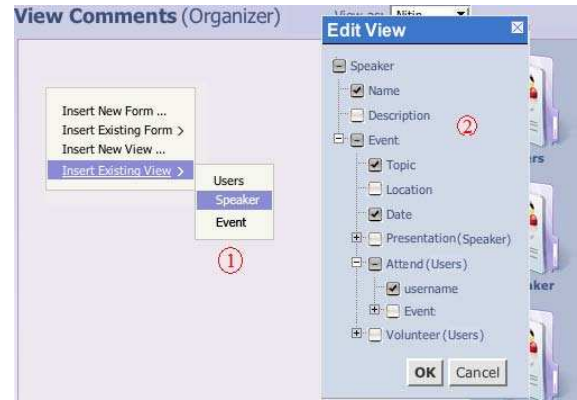 View Comments (Organizer)
View as: Nitin
Insert New Form ...
Insert Existing Form >
Insert New View ...
Insert Existing View >
Users
Speaker
Event
1
Edit View
Speaker
Name
Description
2
Event
Topic
Location
Date
Presentation (Speaker)
Attend (Users)
username
Event
Volunteer (Users)
OK Cancel